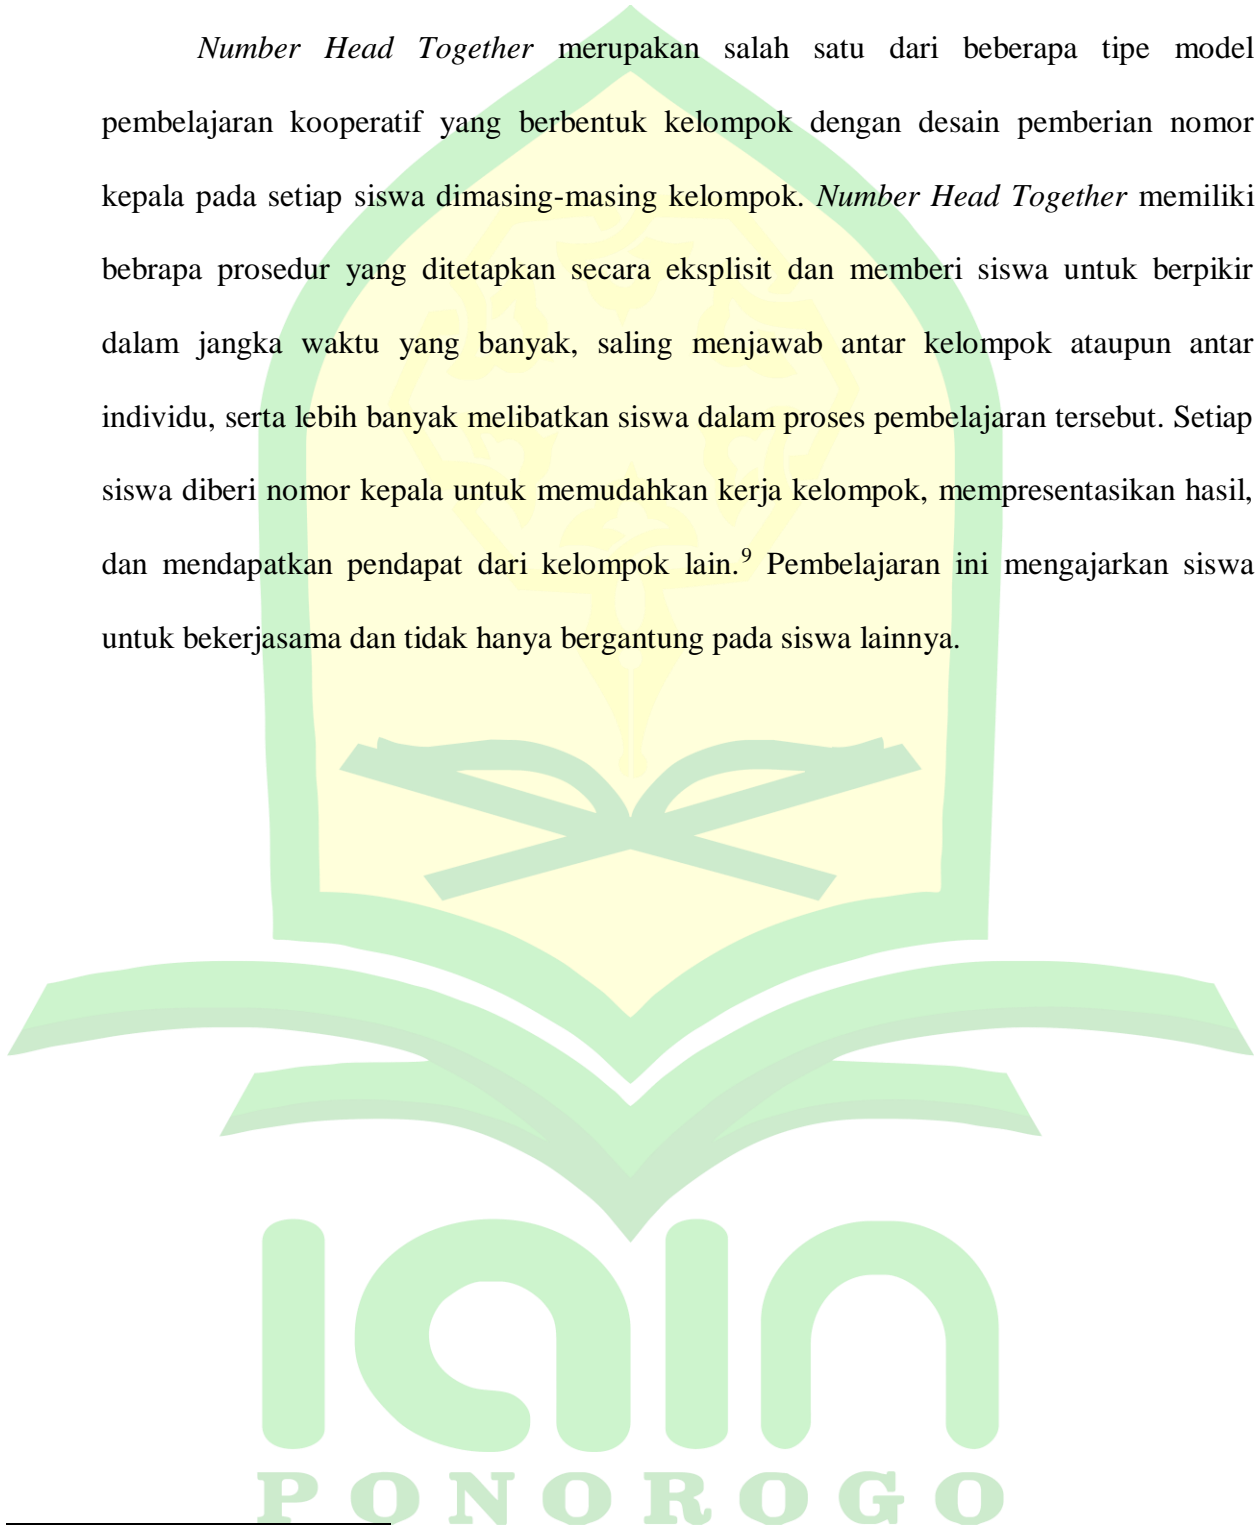 Number Head Together merupakan salah satu dari beberapa tipe model
pembelajaran kooperatif yang berbentuk kelompok dengan desain pemberian nomor
kepala pada setiap siswa dimasing-masing kelompok. Number Head Together memiliki
bebrapa prosedur yang ditetapkan secara eksplisit dan memberi siswa untuk berpikir
dalam jangka waktu yang banyak, saling menjawab antar kelompok ataupun antar
individu, serta lebih banyak melibatkan siswa dalam proses pembelajaran tersebut. Setiap
siswa diberi nomor kepala untuk memudahkan kerja kelompok, mempresentasikan hasil,
dan mendapatkan pendapat dari kelompok lain.⁹ Pembelajaran ini mengajarkan siswa
untuk bekerjasama dan tidak hanya bergantung pada siswa lainnya.
iain
PONOROGO